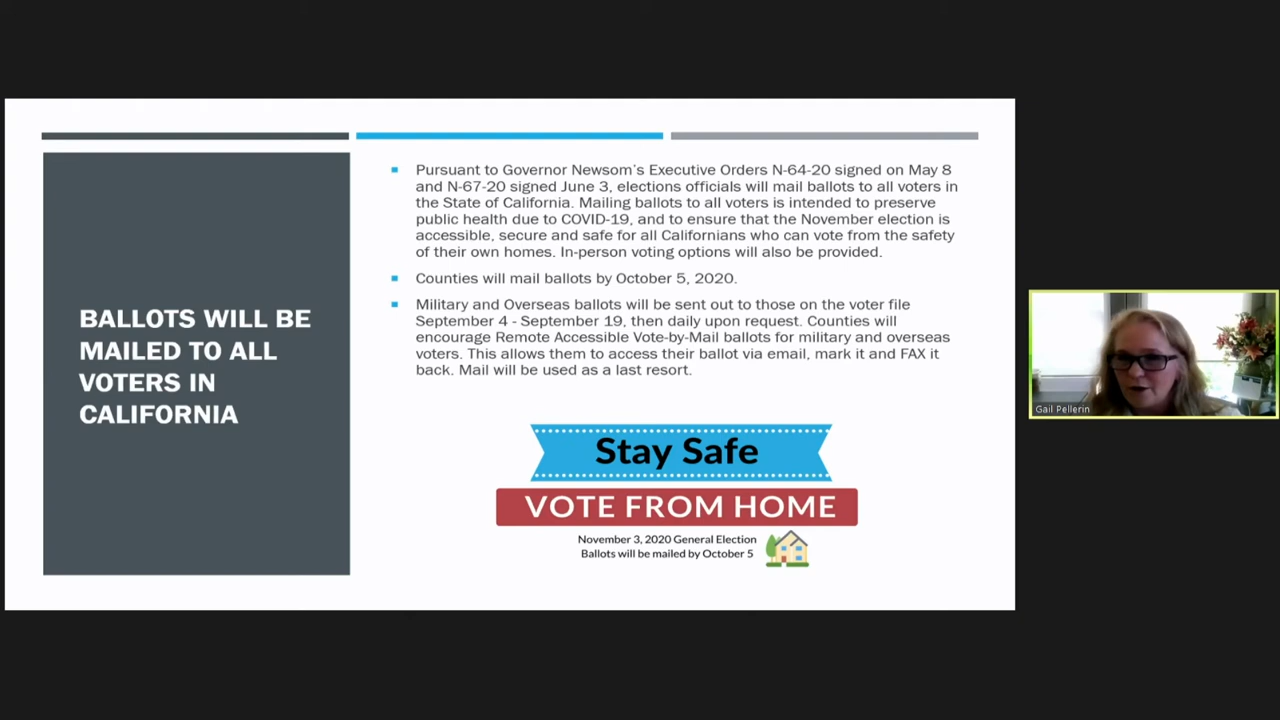 BALLOTS WILL BE
MAILED TO ALL
VOTERS IN
CALIFORNIA
Pursuant to Governor Newsom's Executive Orders N-64-20 signed on May 8
and N-67-20 signed June 3, elections officials will mail ballots to all voters in
the State of California. Mailing ballots to all voters is intended to preserve
public health due to COVID-19, and to ensure that the November election is
accessible, secure and safe for all Californians who can vote from the safety
of their own homes. In-person voting options will also be provided.
Counties will mail ballots by October 5, 2020.
Military and Overseas ballots will be sent out to those on the voter file
September 4 - September 19, then daily upon request. Counties will
encourage Remote Accessible Vote-by-Mail ballots for military and overseas
voters. This allows them to access their ballot via email, mark it and FAX it
back. Mail will be used as a last resort.
Stay Safe
VOTE FROM HOME
November 3, 2020 General Election
Ballots will be mailed by October 5
Gail Pellerin